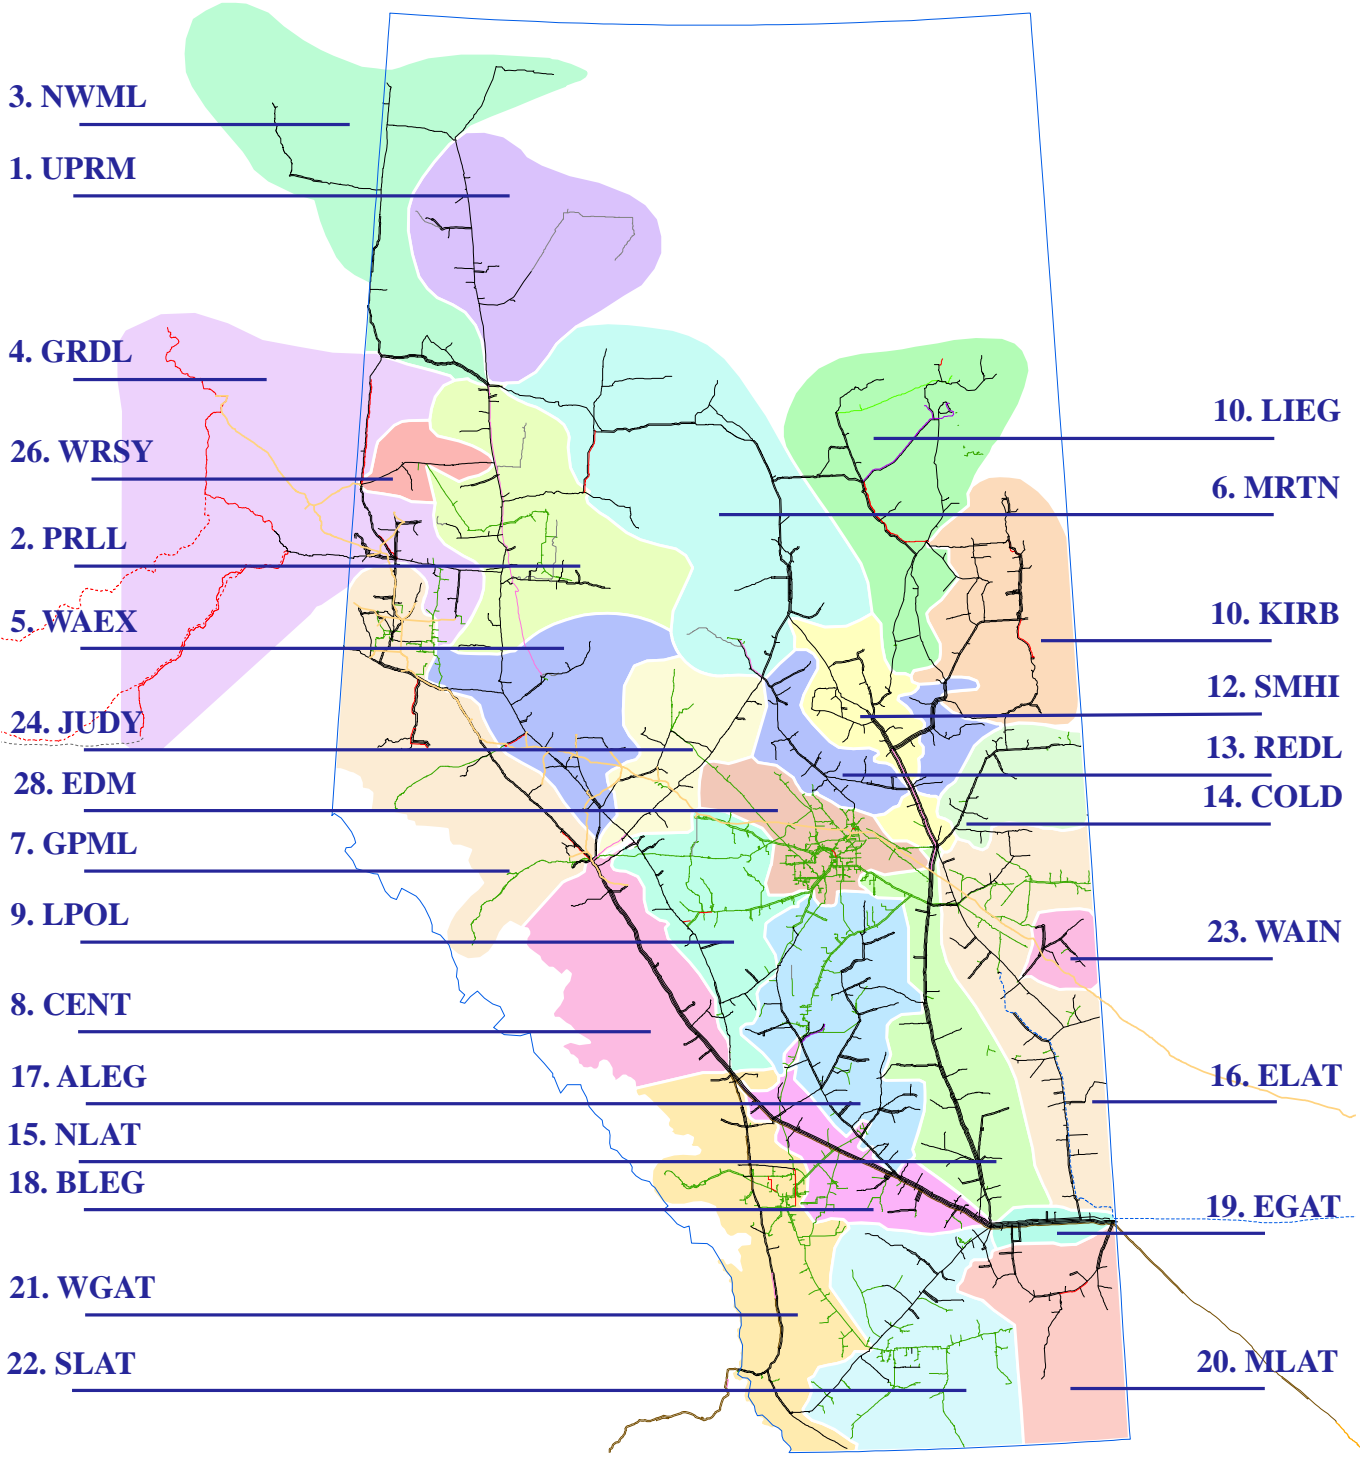 3. NWML
1. UPRM
4. GRDL
26. WRSY
2. PRLL
5. WAEX
24. JUDY
28. EDM
7. GPML
9. LPOL
8. CENT
17. ALEG
15. NLAT
18. BLEG
21. WGAT
22. SLAT
10. LIEG
6. MRTN
10. KIRB
12. SMHI
13. REDL
14. COLD
23. WAIN
16. ELAT
19. EGAT
20. MLAT